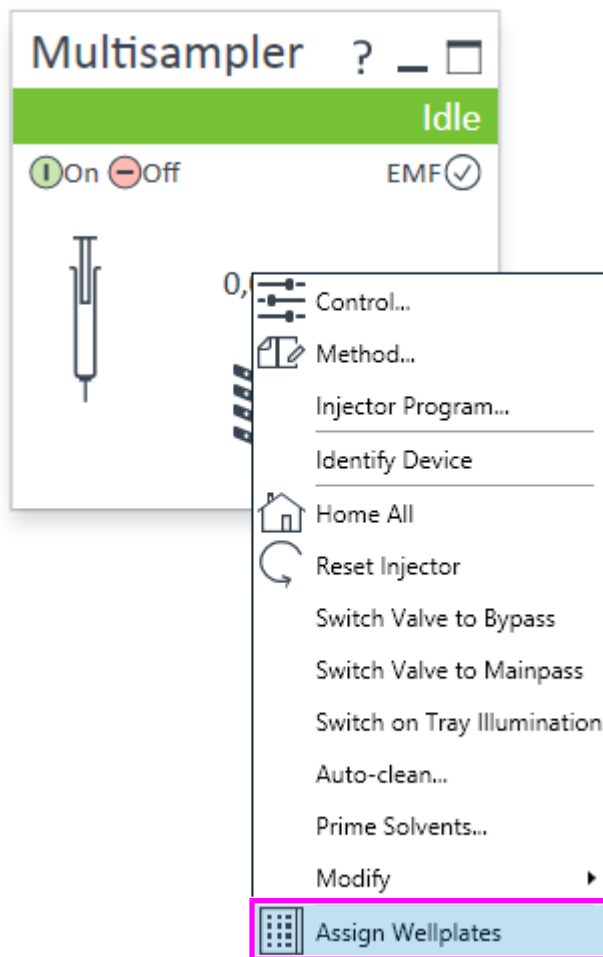 Multisampler ?
Idle
On Off EMF
0,
Control...
Method...
Injector Program...
Identify Device
Home All
Reset Injector
Switch Valve to Bypass
Switch Valve to Mainpass
Switch on Tray Illumination
Auto-clean...
Prime Solvents...
Modify
Assign Wellplates